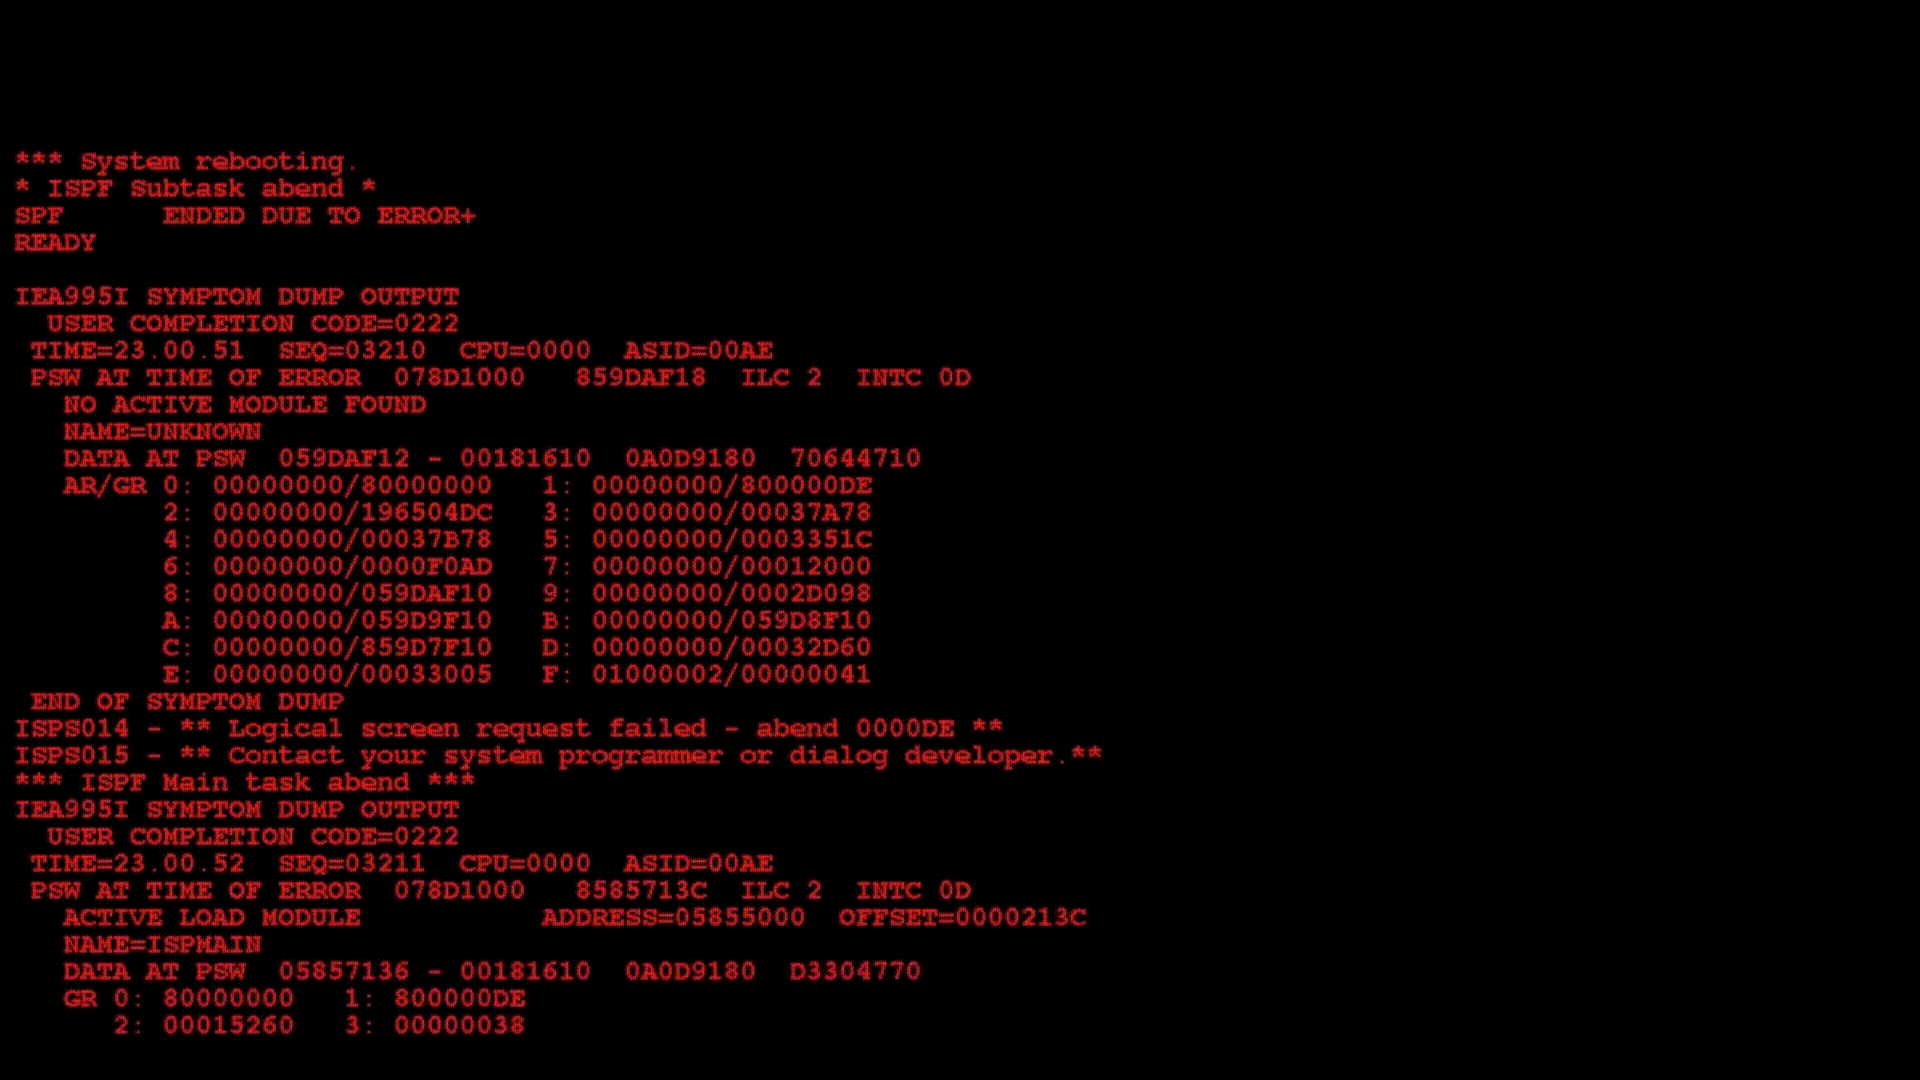 *** System rebooting.
* ISPF Subtask abend *
SPF      ENDED DUE TO ERROR+
READY
IEA995I SYMPTOM DUMP OUTPUT
  USER COMPLETION CODE=0222
 TIME=23.00.51  SEQ=03210  CPU=0000  ASID=00AE
 PSW AT TIME OF ERROR  078D1000   859DAF18  ILC 2  INTC 0D
   NO ACTIVE MODULE FOUND
   NAME=UNKNOWN
   DATA AT PSW  059DAF12 - 00181610  0A0D9180  70644710
   AR/GR 0: 00000000/80000000   1: 00000000/800000DE
         2: 00000000/196504DC   3: 00000000/00037A78
         4: 00000000/00037B78   5: 00000000/0003351C
         6: 00000000/0000F0AD   7: 00000000/00012000
         8: 00000000/059DAF10   9: 00000000/0002D098
         A: 00000000/059D9F10   B: 00000000/059D8F10
         C: 00000000/859D7F10   D: 00000000/00032D60
         E: 00000000/00033005   F: 01000002/00000041
 END OF SYMPTOM DUMP
ISPS014 - ** Logical screen request failed - abend 0000DE **
ISPS015 - ** Contact your system programmer or dialog developer.**
*** ISPF Main task abend ***
IEA995I SYMPTOM DUMP OUTPUT
  USER COMPLETION CODE=0222
 TIME=23.00.52  SEQ=03211  CPU=0000  ASID=00AE
 PSW AT TIME OF ERROR  078D1000   8585713C  ILC 2  INTC 0D
   ACTIVE LOAD MODULE           ADDRESS=05855000  OFFSET=0000213C
   NAME=ISPMAIN
   DATA AT PSW  05857136 - 00181610  0A0D9180  D3304770
   GR 0: 80000000   1: 800000DE
      2: 00015260   3: 00000038